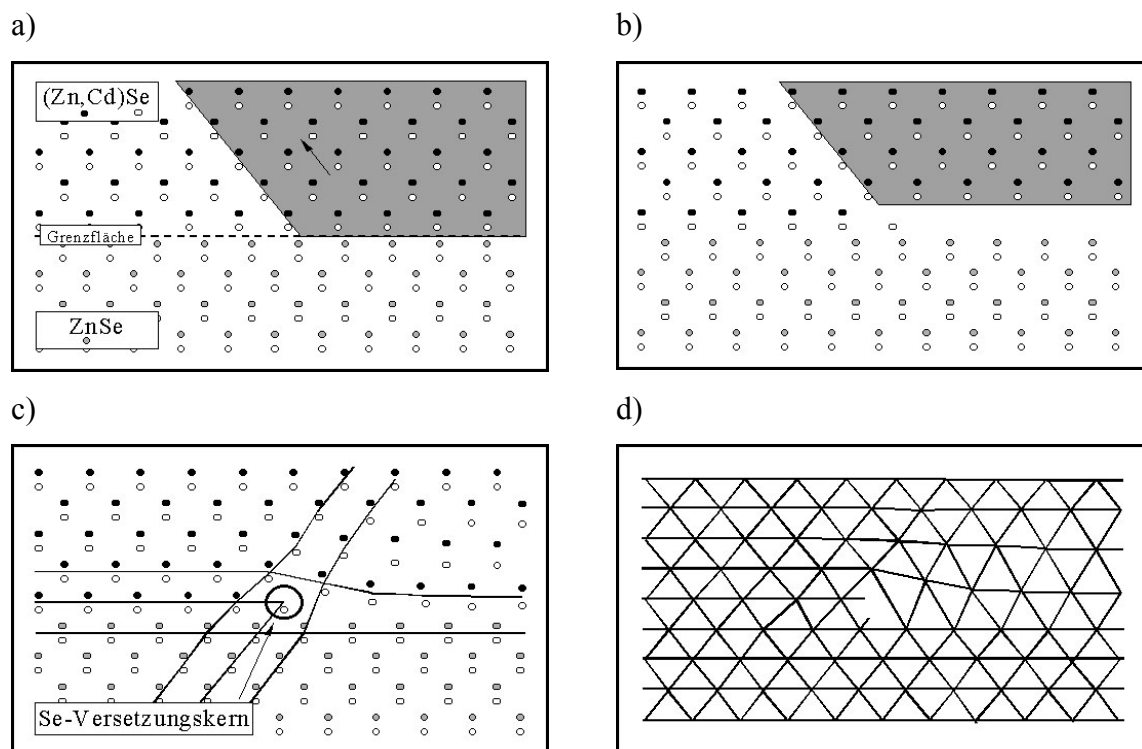 a)
b)
(Zn,Cd)Se
Grenzfläche
ZnSe
c)
d)
Se-Versetzungskern